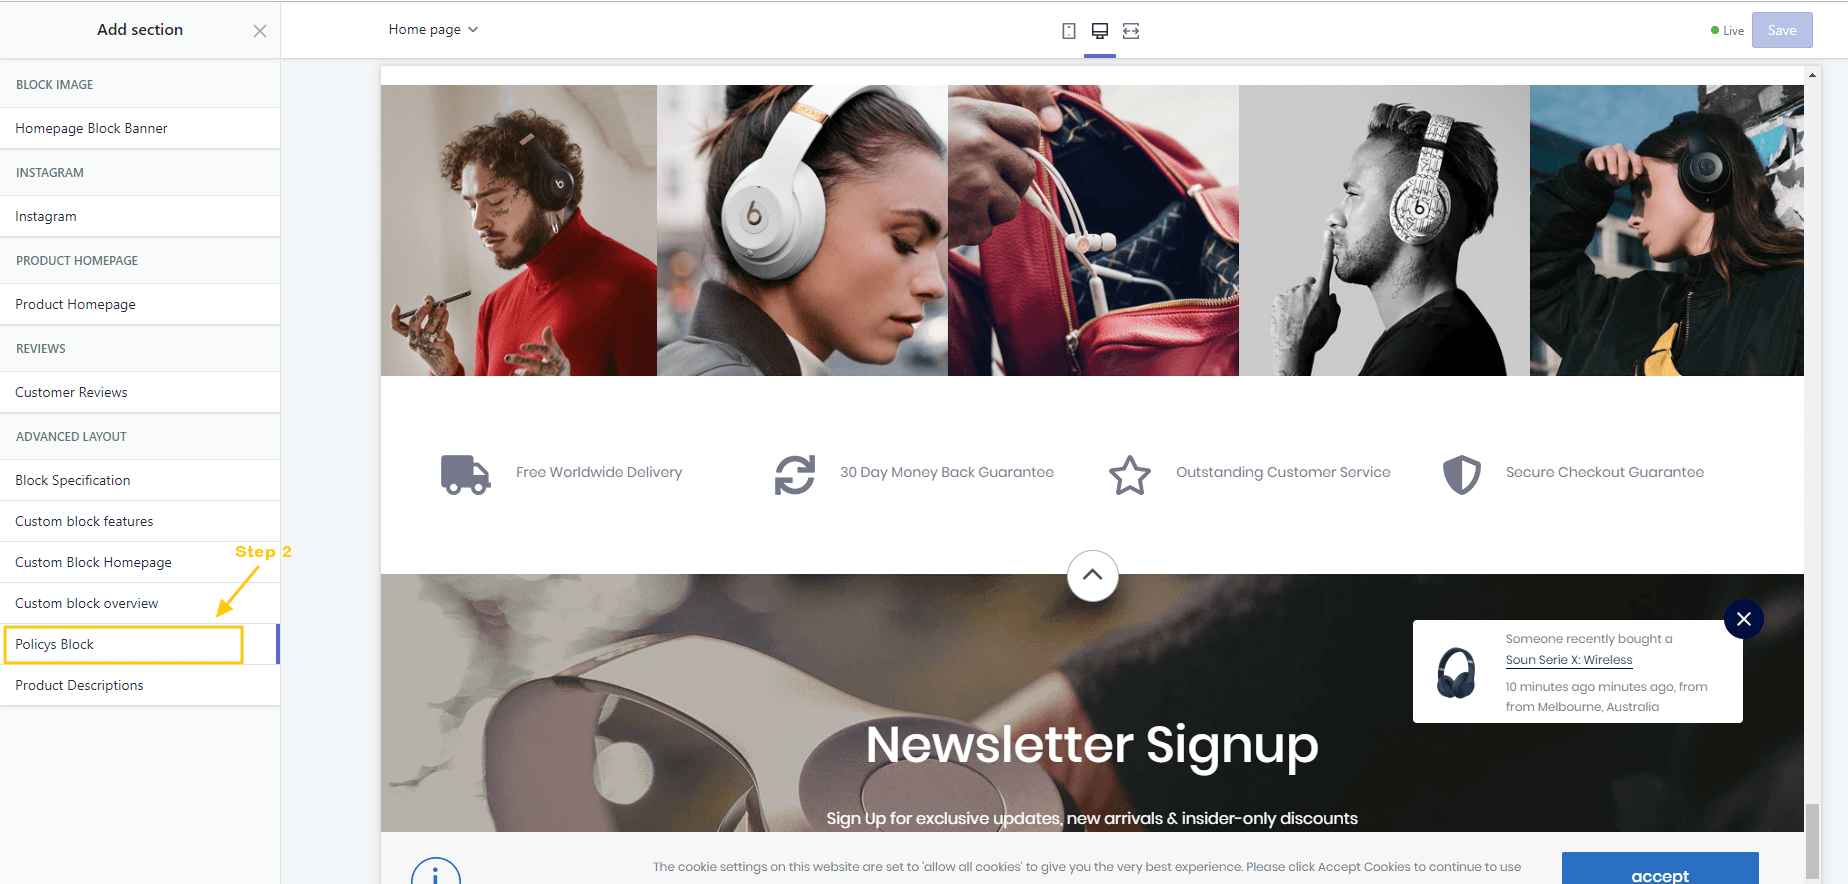 Add section
Home page
Live
Save
BLOCK IMAGE
Homepage Block Banner
INSTAGRAM
Instagram
PRODUCT HOMEPAGE
Product Homepage
REVIEWS
Customer Reviews
ADVANCED LAYOUT
Block Specification
Custom block features
Step 2
Custom Block Homepage
Custom block overview
Policys Block
Product Descriptions
Free Worldwide Delivery
30 Day Money Back Guarantee
Outstanding Customer Service
Secure Checkout Guarantee
Someone recently bought a
Soun Serie X: Wireless
10 minutes ago minutes ago, from
from Melbourne, Australia
Newsletter Signup
Sign Up for exclusive updates, new arrivals & insider-only discounts
The cookie settings on this website are set to 'allow all cookies' to give you the very best experience. Please click Accept Cookies to continue to use
accept